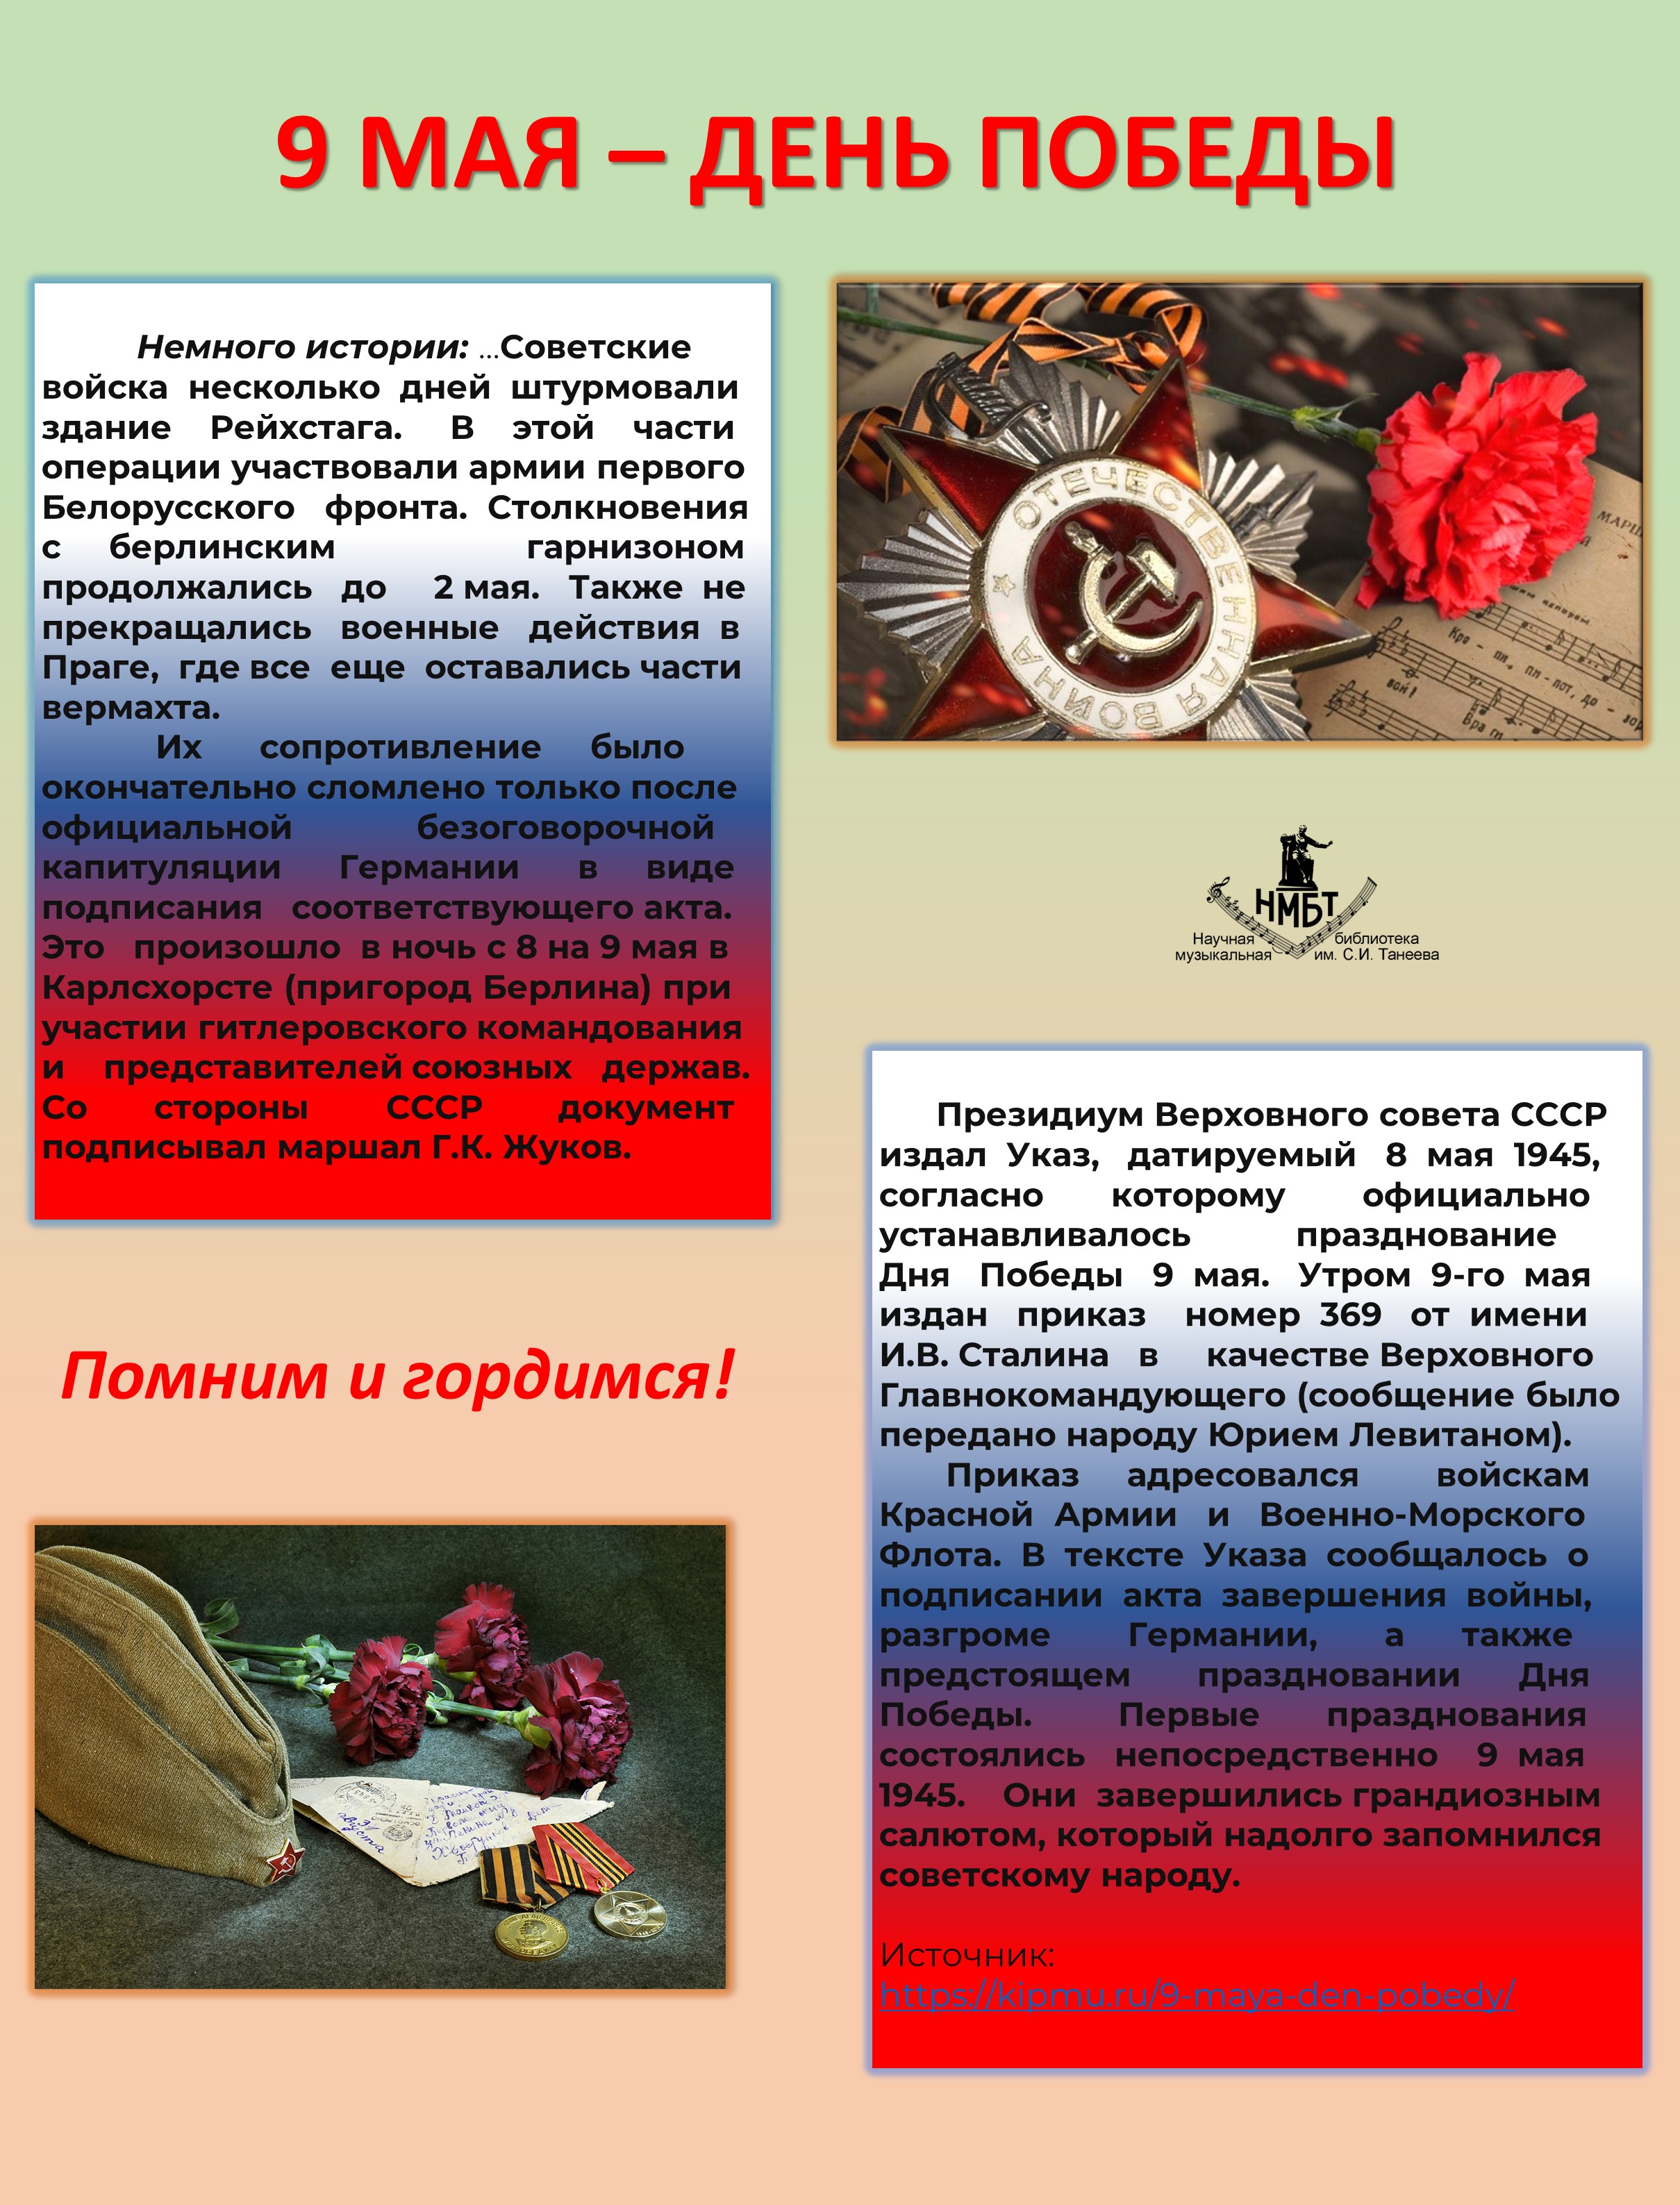 9 МАЯ – ДЕНЬ ПОБЕДЫ
Немного истории: ...Советские
войска несколько дней штурмовали
здание Рейхстага. В этой части
операции участвовали армии первого
Белорусского фронта. Столкновения
с берлинским гарнизоном
продолжались до 2 мая. Также не
прекращались военные действия в
Праге, где все еще оставались части
вермахта.
Их сопротивление было
окончательно сломлено только после
официальной безоговорочной
капитуляции Германии в виде
подписания соответствующего акта.
Это произошло в ночь с 8 на 9 мая в
Карлсхорсте (пригород Берлина) при
участии гитлеровского командования
и представителей союзных держав.
Со стороны СССР документ
подписывал маршал Г.К. Жуков.
ОТЕЧЕСТВЕННАЯ ВОЙНА
МАРШ
Кро - пи, пи - лот, до -
вой!
Вра ги
НМБТ
Научная библиотека
музыкальная им. С.И. Танеева
Президиум Верховного совета СССР
издал Указ, датируемый 8 мая 1945,
согласно которому официально
устанавливалось празднование
Дня Победы 9 мая. Утром 9-го мая
издан приказ номер 369 от имени
И.В. Сталина в качестве Верховного
Главнокомандующего (сообщение было
передано народу Юрием Левитаном).
Приказ адресовался войскам
Красной Армии и Военно-Морского
Флота. В тексте Указа сообщалось о
подписании акта завершения войны,
разгроме Германии, а также
предстоящем праздновании Дня
Победы. Первые празднования
состоялись непосредственно 9 мая
1945. Они завершились грандиозным
салютом, который надолго запомнился
советскому народу.
Источник:
https://kipmu.ru/9-maya-den-pobedy/
Помним и гордимся!